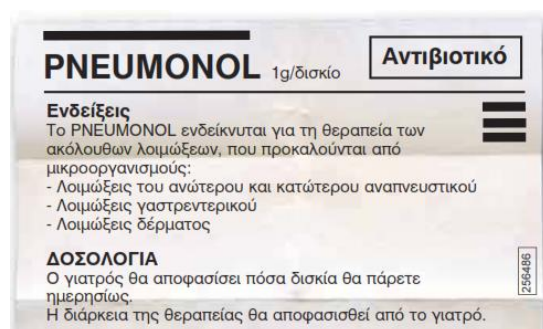 PNEUMONOL 1g/δισκίο
Αντιβιοτικό
Ενδείξεις
Το PNEUMONOL ενδείκνυται για τη θεραπεία των
ακόλουθων λοιμώξεων, που προκαλούνται από
μικροοργανισμούς:
- Λοιμώξεις του ανώτερου και κατώτερου αναπνευστικού
- Λοιμώξεις γαστρεντερικού
- Λοιμώξεις δέρματος
ΔΟΣΟΛΟΓΙΑ
Ο γιατρός θα αποφασίσει πόσα δισκία θα πάρετε
ημερησίως.
Η διάρκεια της θεραπείας θα αποφασισθεί από το γιατρό.
256486